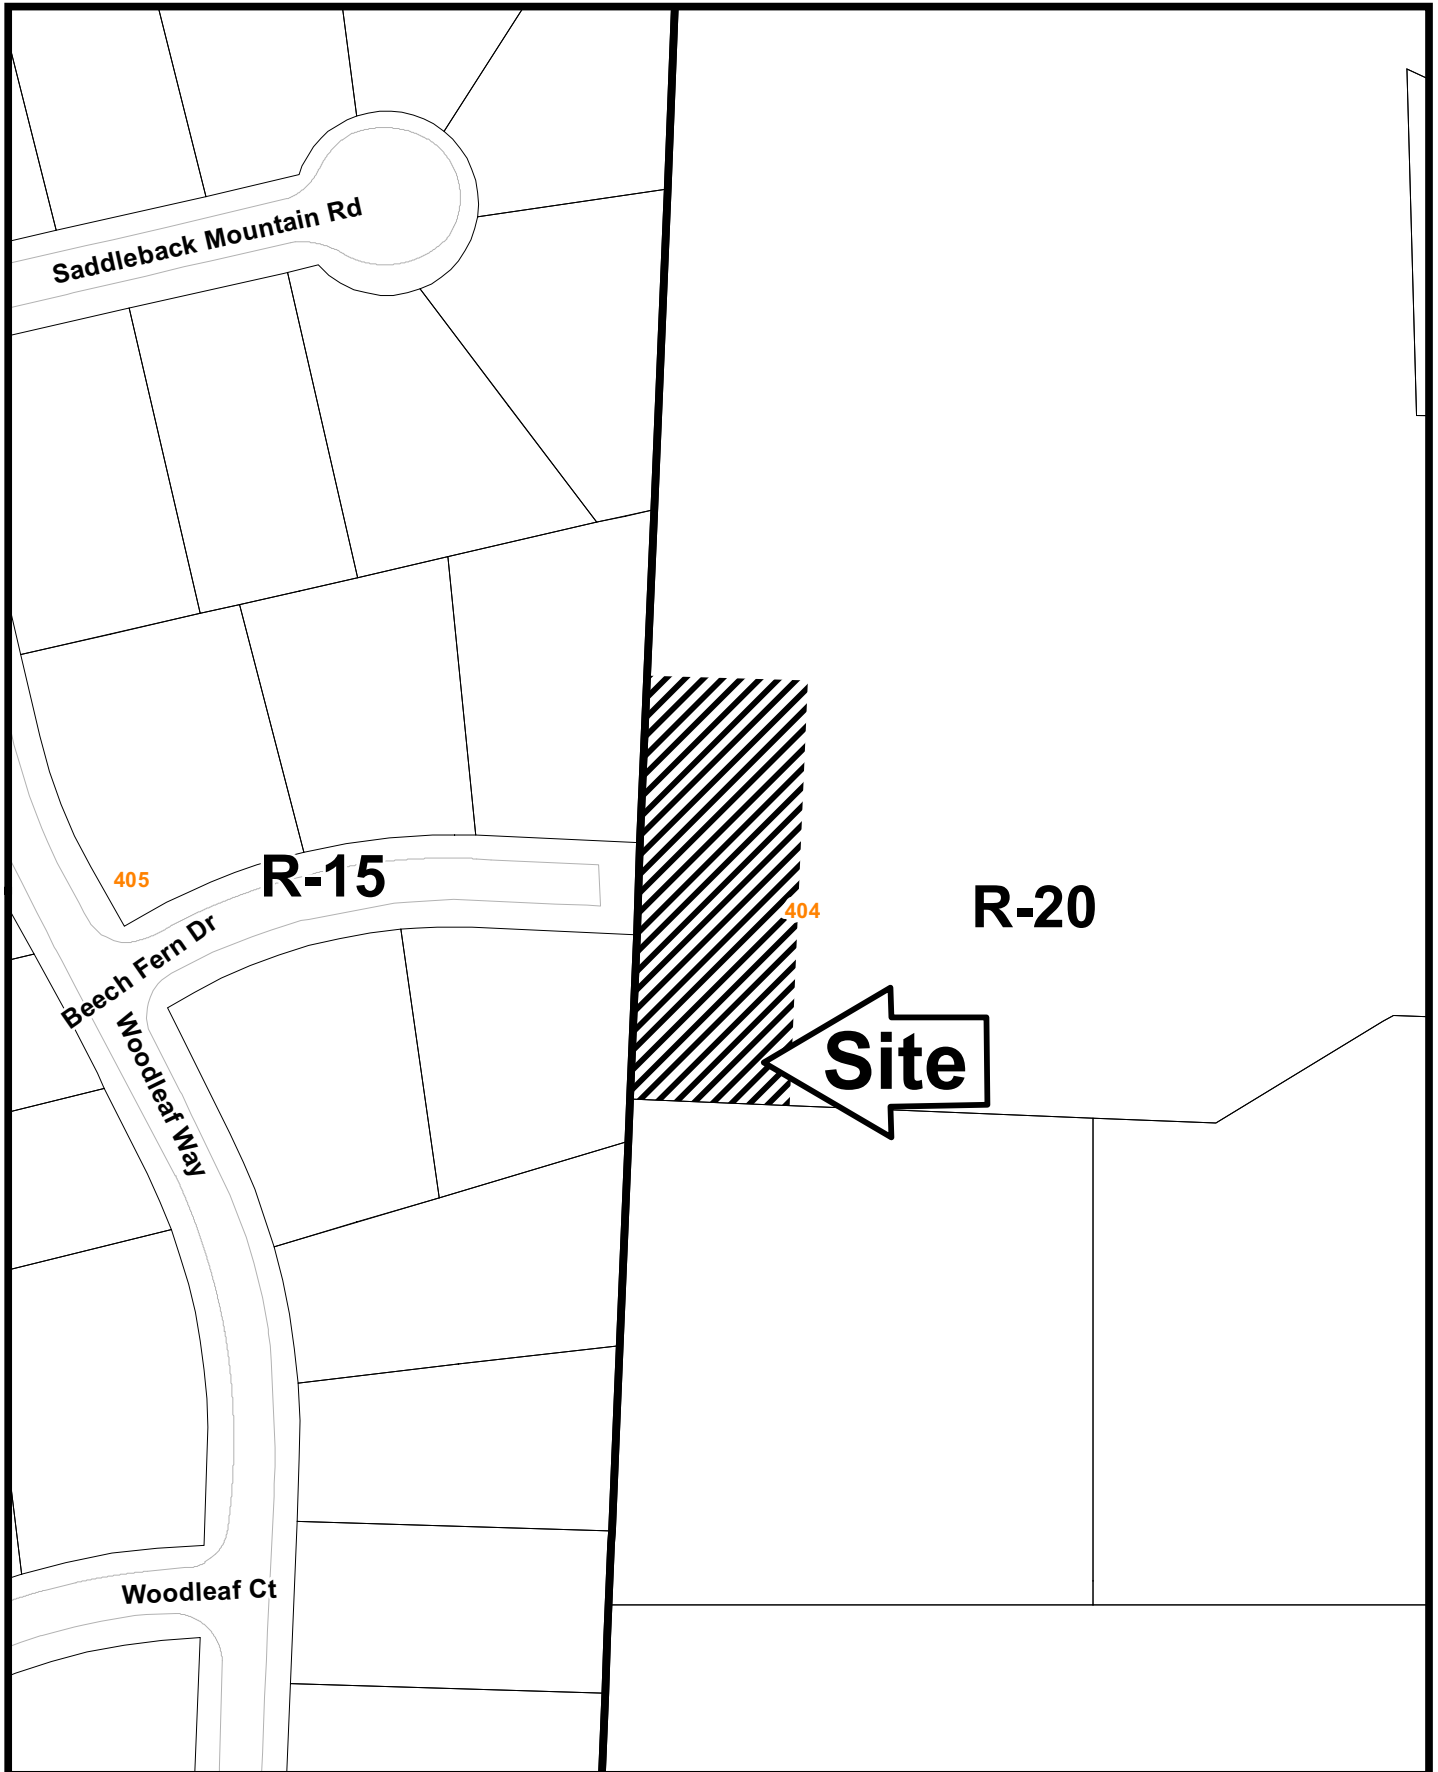 Saddleback Mountain Rd
405
R-15
404
R-20
Beech Fern Dr
Woodleaf Way
Site
Woodleaf Ct